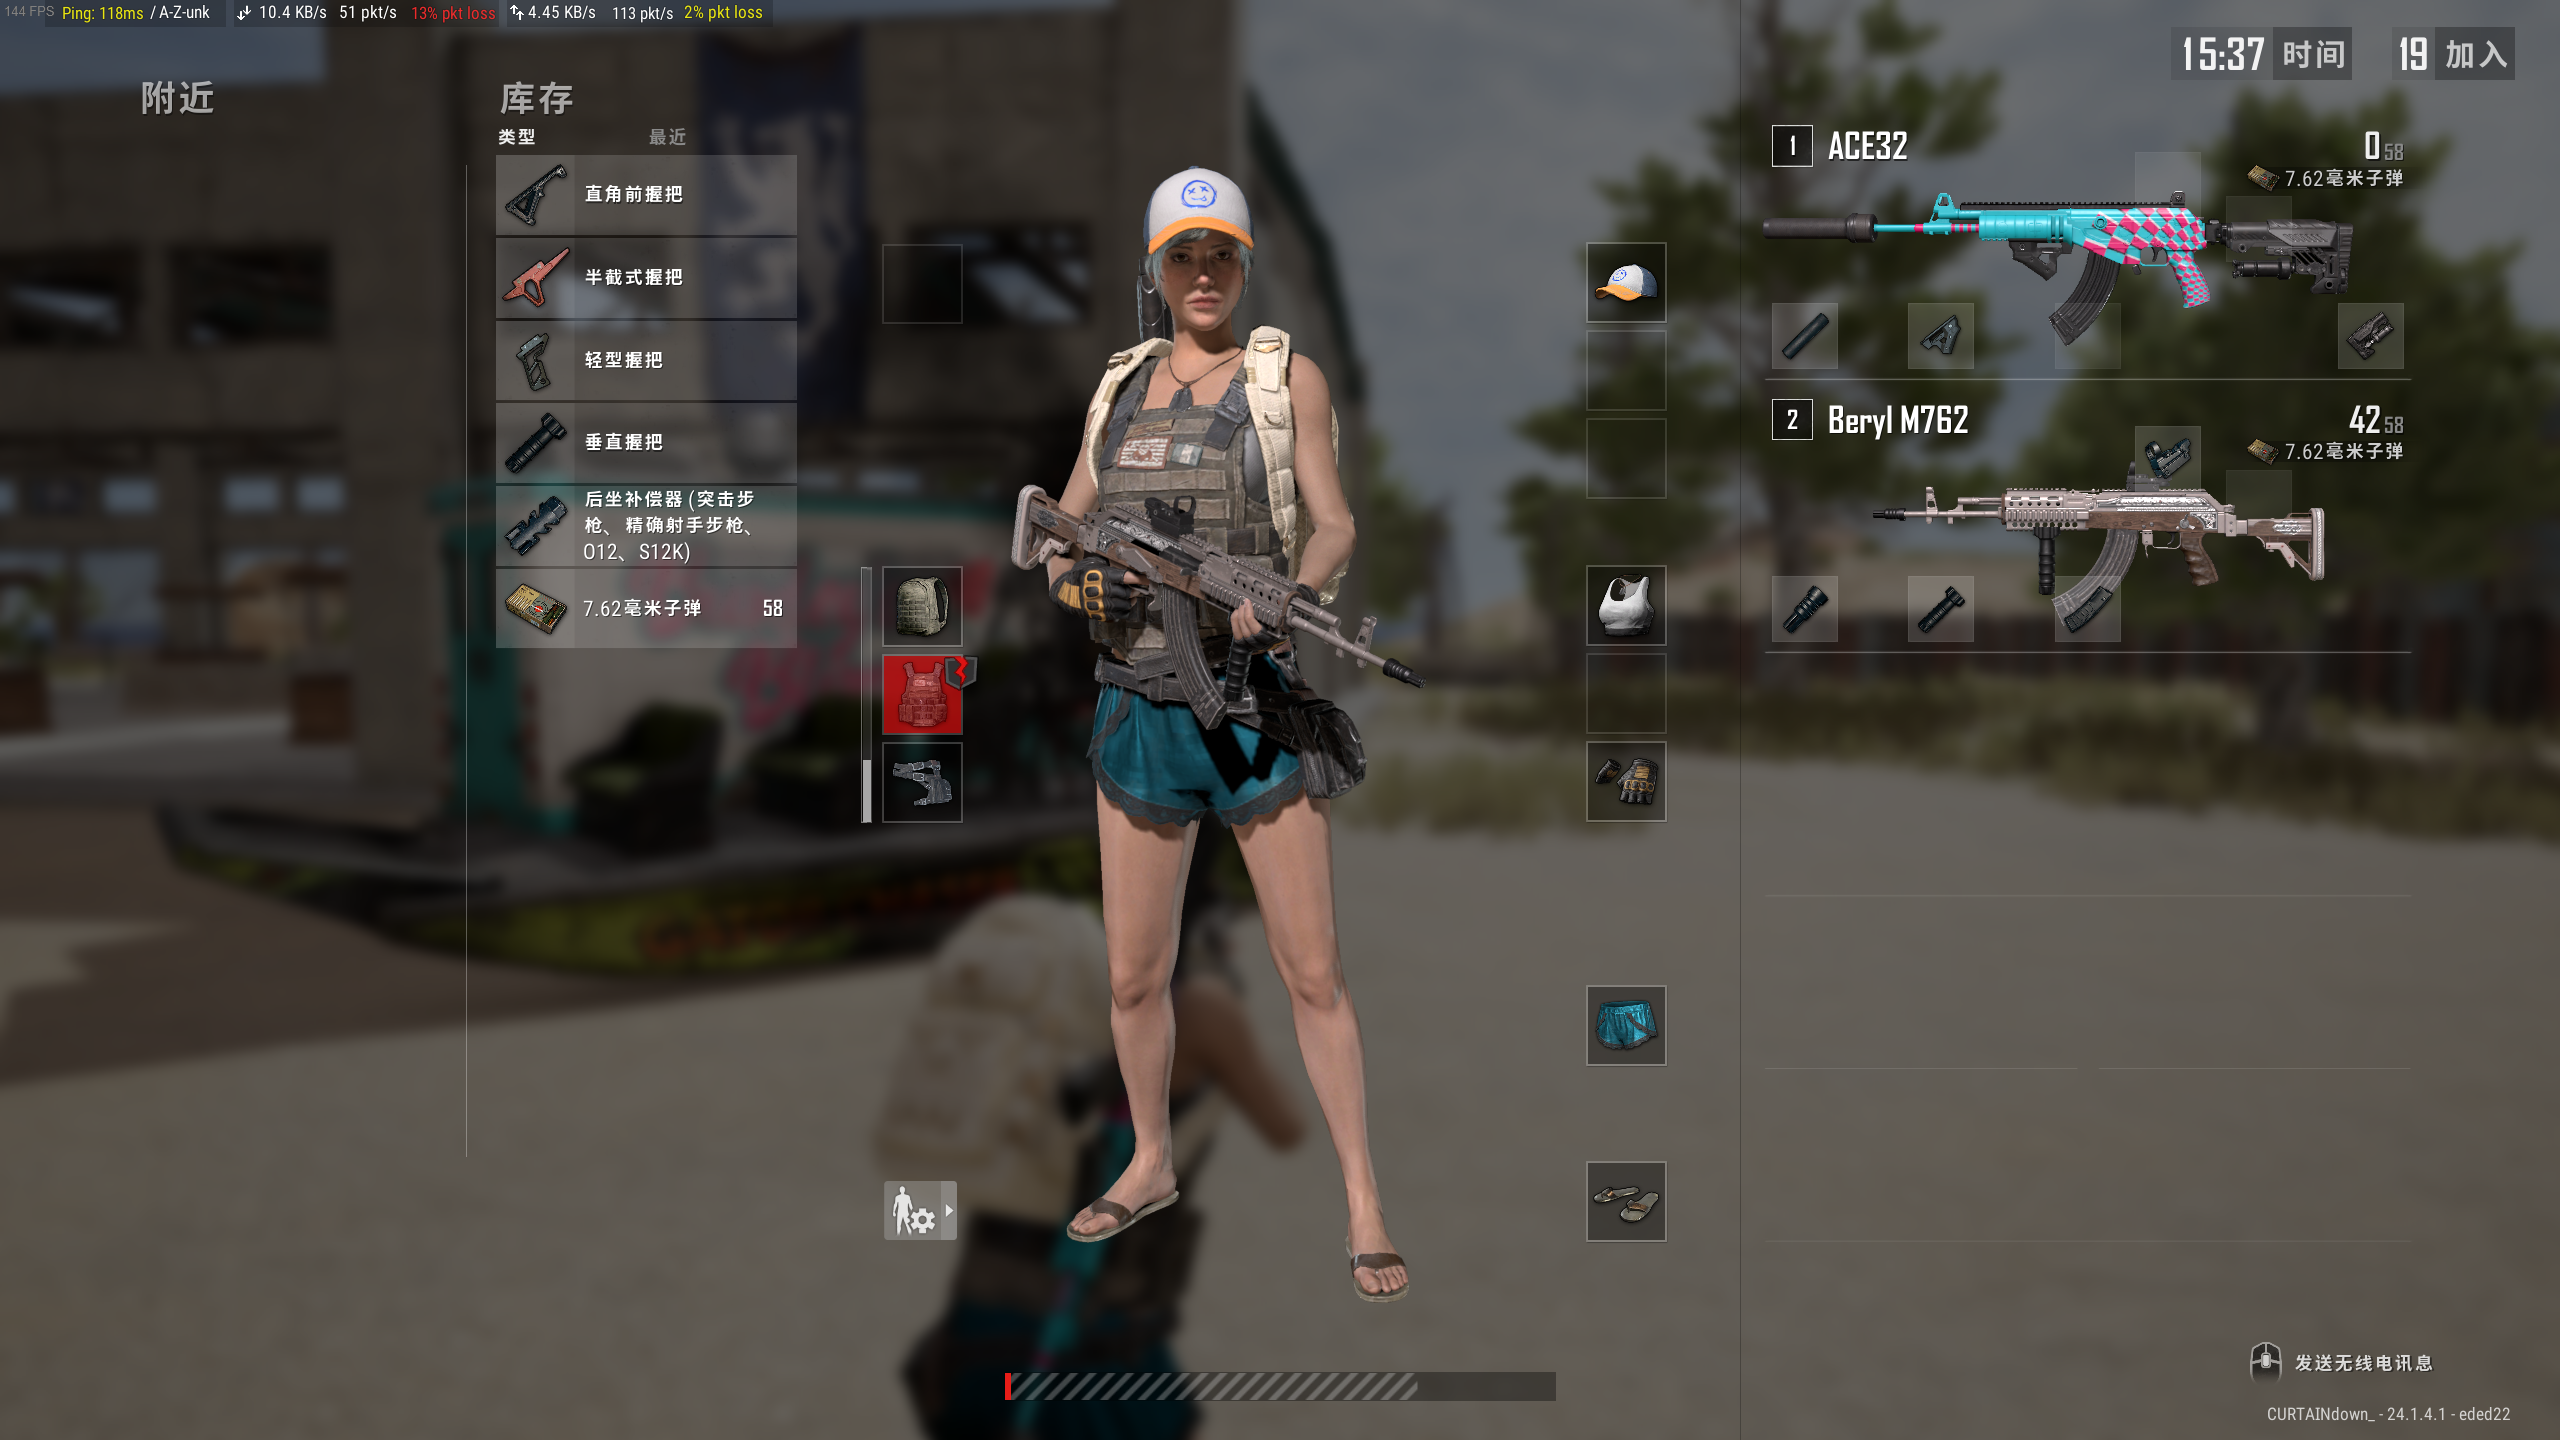 144 FPS Ping: 118ms / A-Z-unk 10.4 KB/s 51 pkt/s 13% pkt loss 4.45 KB/s 113 pkt/s 2% pkt loss
15:37 时间 19 加入
附近
库存
类型 最近
直角前握把
半截式握把
轻型握把
垂直握把
后坐补偿器 (突击步
枪、精确射手步枪、
O12、S12K)
7.62毫米子弹 58
1 ACE32 0 58
7.62毫米子弹
2 Beryl M762 42 58
7.62毫米子弹
发送无线电讯息
CURTAINdown_ - 24.1.4.1 - eded22